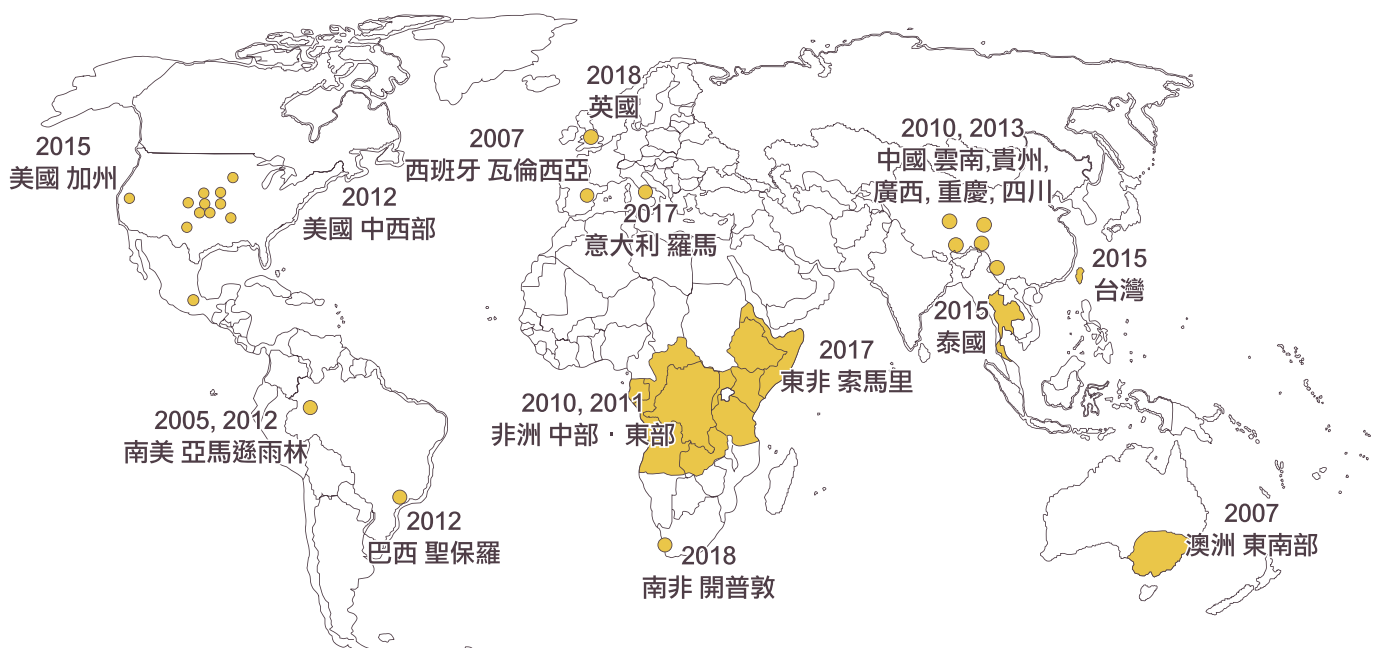 2018
英國
2010, 2013
中國 雲南,貴州,
廣西, 重慶, 四川
2015
美國 加州
2007
西班牙 瓦倫西亞
2012
美國 中西部
2017
意大利 羅馬
2015
台灣
2015
泰國
2017
東非 索馬里
2010, 2011
非洲 中部 · 東部
2005, 2012
南美 亞馬遜雨林
2012
巴西 聖保羅
2007
澳洲 東南部
2018
南非 開普敦